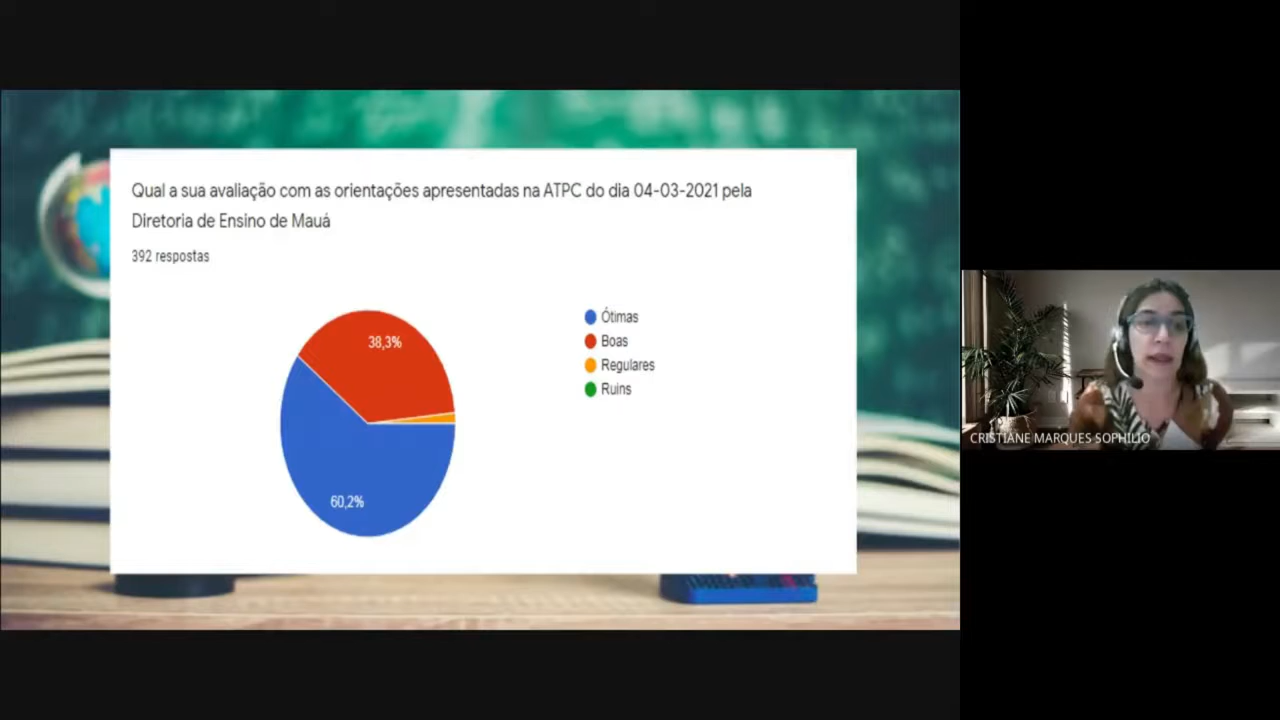 Qual a sua avaliação com as orientações apresentadas na ATPC do dia 04-03-2021 pela
Diretoria de Ensino de Mauá
392 respostas
38,3%
60,2%
Ótimas
Boas
Regulares
Ruins
CRISTIANE MARQUES SOPHILIO